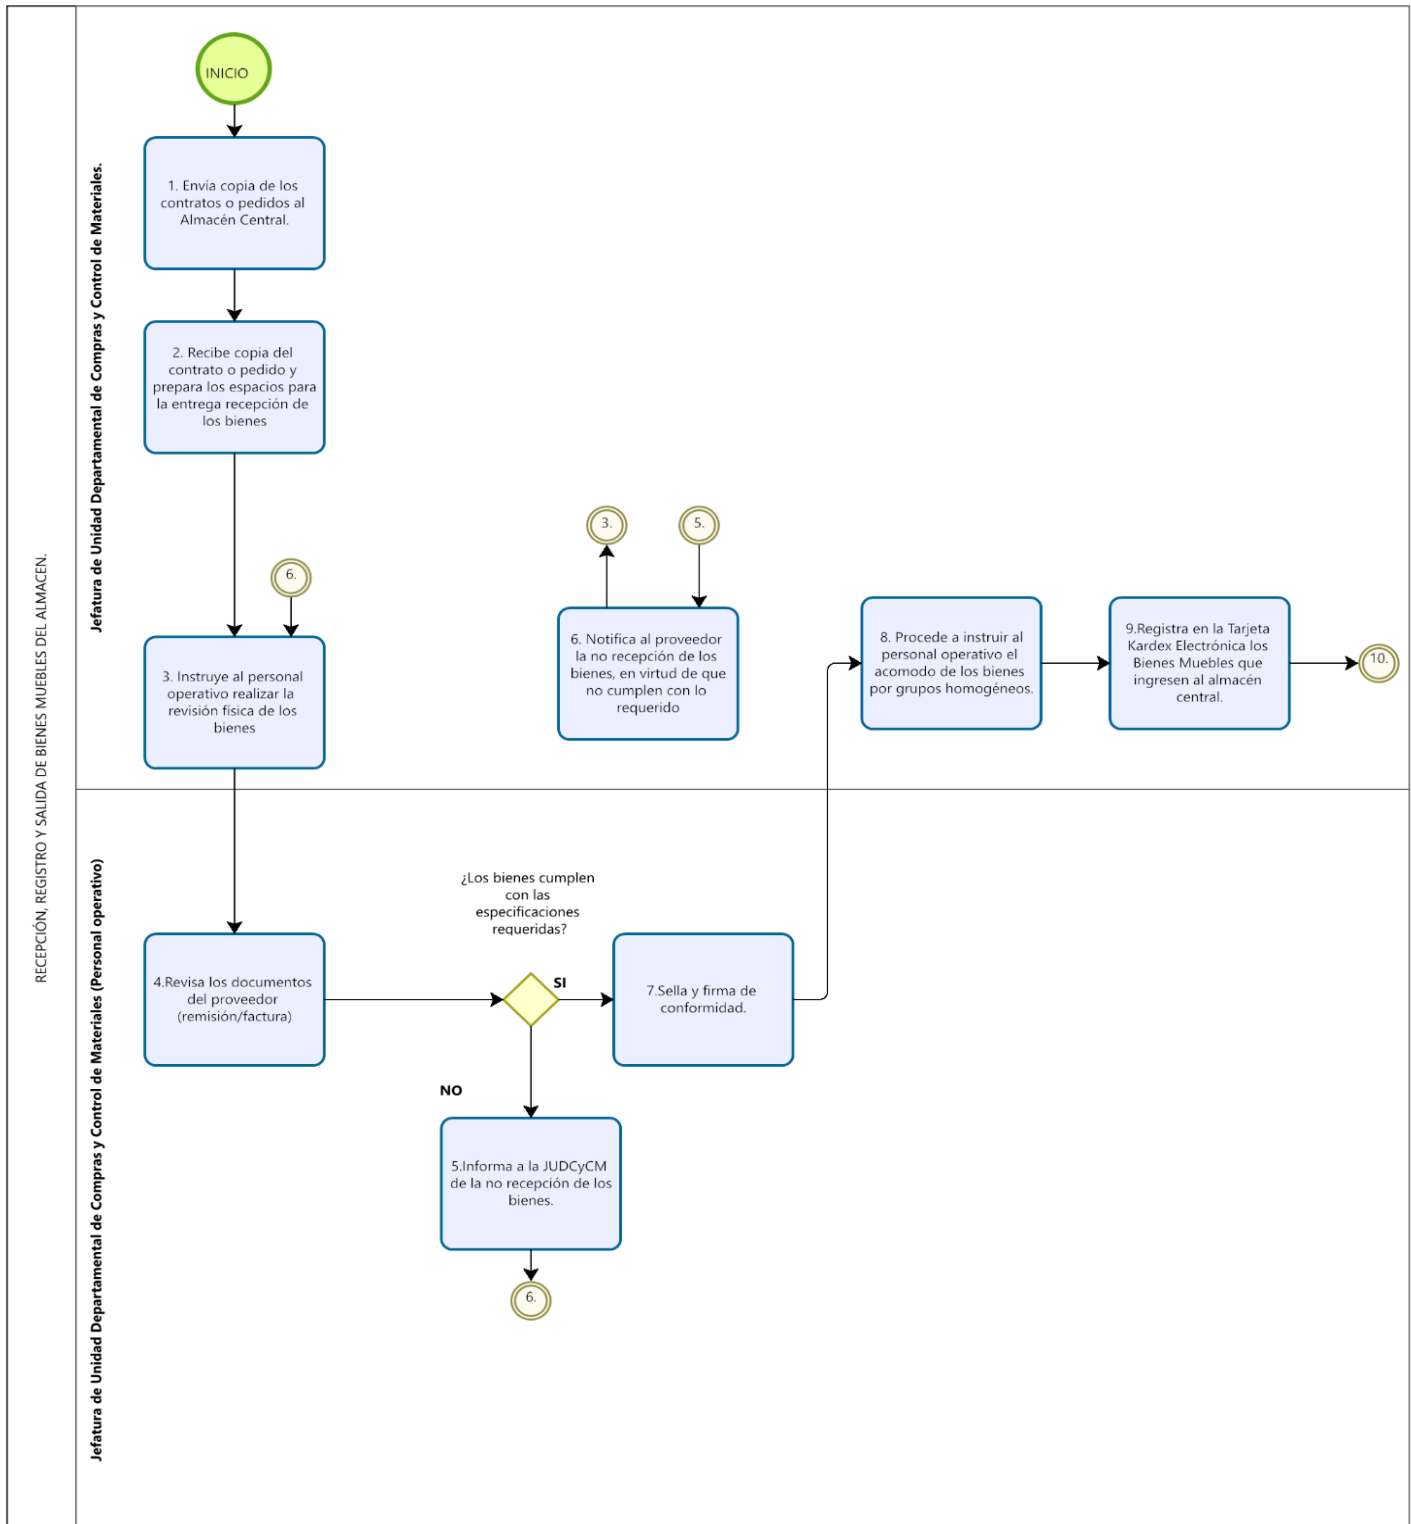 RECEPCIÓN, REGISTRO Y SALIDA DE BIENES MUEBLES DEL ALMACEN.
Jefatura de Unidad Departamental de Compras y Control de Materiales.
INICIO
1. Envía copia de los
contratos o pedidos al
Almacén Central.
2. Recibe copia del
contrato o pedido y
prepara los espacios para
la entrega recepción de
los bienes
6.
3. Instruye al personal
operativo realizar la
revisión física de los
bienes
3.
5.
6. Notifica al proveedor
la no recepción de los
bienes, en virtud de que
no cumplen con lo
requerido
8. Procede a instruir al
personal operativo el
acomodo de los bienes
por grupos homogéneos.
9.Registra en la Tarjeta
Kardex Electrónica los
Bienes Muebles que
ingresen al almacén
central.
10.
Jefatura de Unidad Departamental de Compras y Control de Materiales (Personal operativo)
4.Revisa los documentos
del proveedor
(remisión/factura)
¿Los bienes cumplen
con las
especificaciones
requeridas?
SI
7.Sella y firma de
conformidad.
NO
5.Informa a la JUDCyCM
de la no recepción de los
bienes.
6.